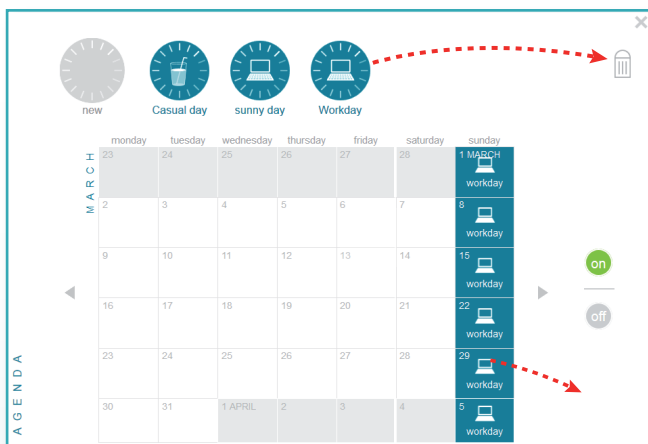 new
Casual day
sunny day
Workday
monday tuesday wednesday thursday friday saturday sunday
MARCH
23 24 25 26 27 28 1 MARCH
workday
2 3 4 5 6 7 8
workday
9 10 11 12 13 14 15
workday
16 17 18 19 20 21 22
workday
23 24 25 26 27 28 29
workday
30 31 1 APRIL 2 3 4 5
workday
on
off
AGENDA